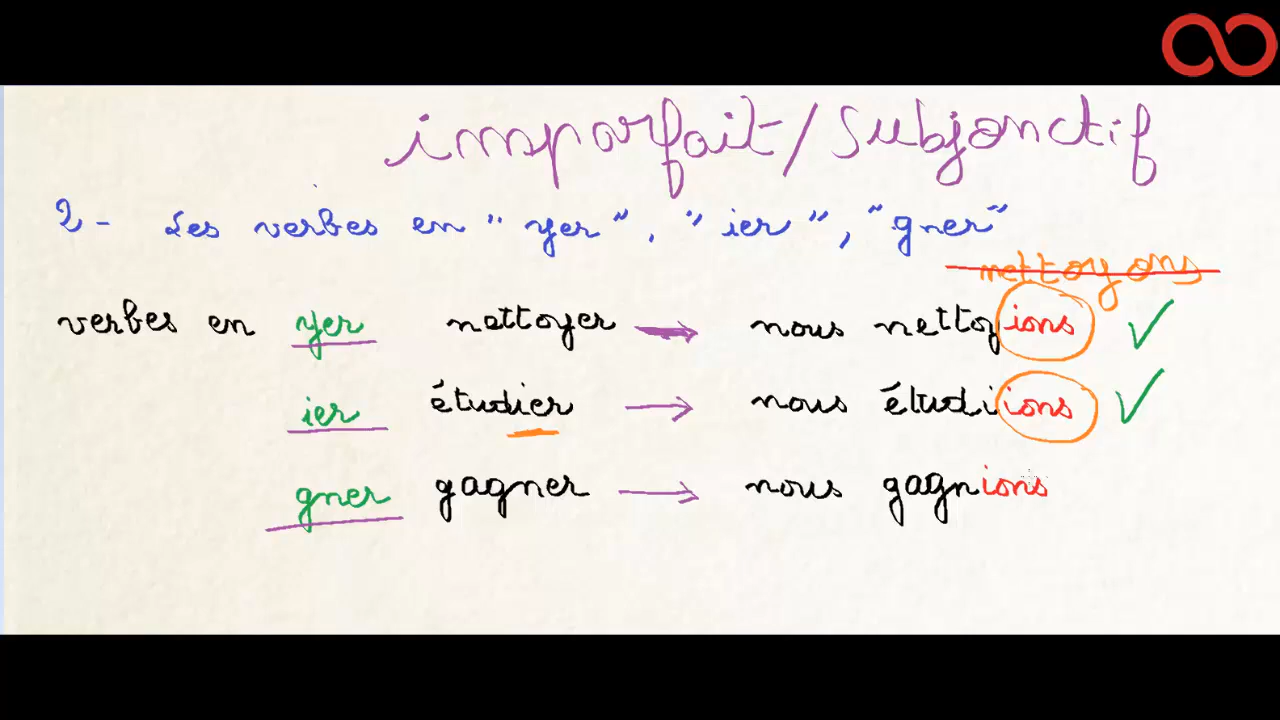 imparfait/subjonctif
2- Les verbes en "yer", "ier", "gner"
nettoyons
verbes en yer nettoyer → nous nettoyions ✓
ier étudier → nous étudiions ✓
gner gagner → nous gagnions